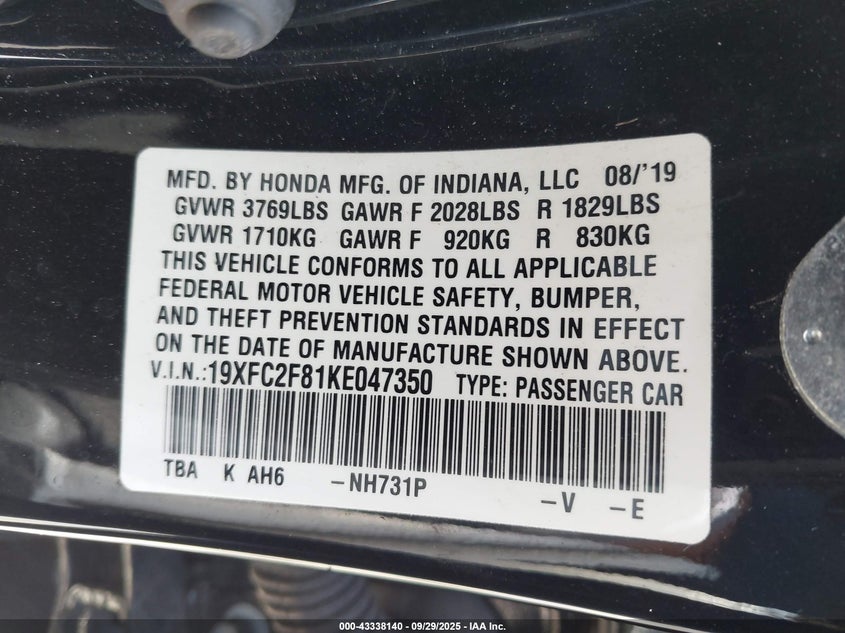 MFD. BY HONDA MFG. OF INDIANA, LLC 08/'19
GVWR 3769LBS GAWR F 2028LBS R 1829LBS
GVWR 1710KG GAWR F 920KG R 830KG
THIS VEHICLE CONFORMS TO ALL APPLICABLE
FEDERAL MOTOR VEHICLE SAFETY, BUMPER,
AND THEFT PREVENTION STANDARDS IN EFFECT
ON THE DATE OF MANUFACTURE SHOWN ABOVE.
V.I.N.:19XFC2F81KE047350 TYPE: PASSENGER CAR
TBA K AH6 -NH731P -V -E
000-43338140 - 09/29/2025 - IAA Inc.